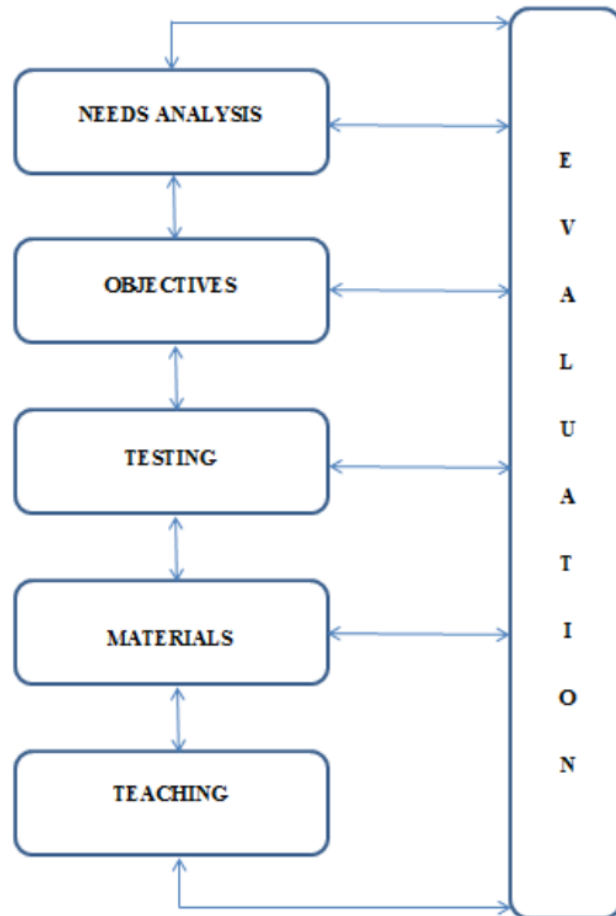 NEEDS ANALYSIS
OBJECTIVES
TESTING
MATERIALS
TEACHING
E
V
A
L
U
A
T
I
O
N